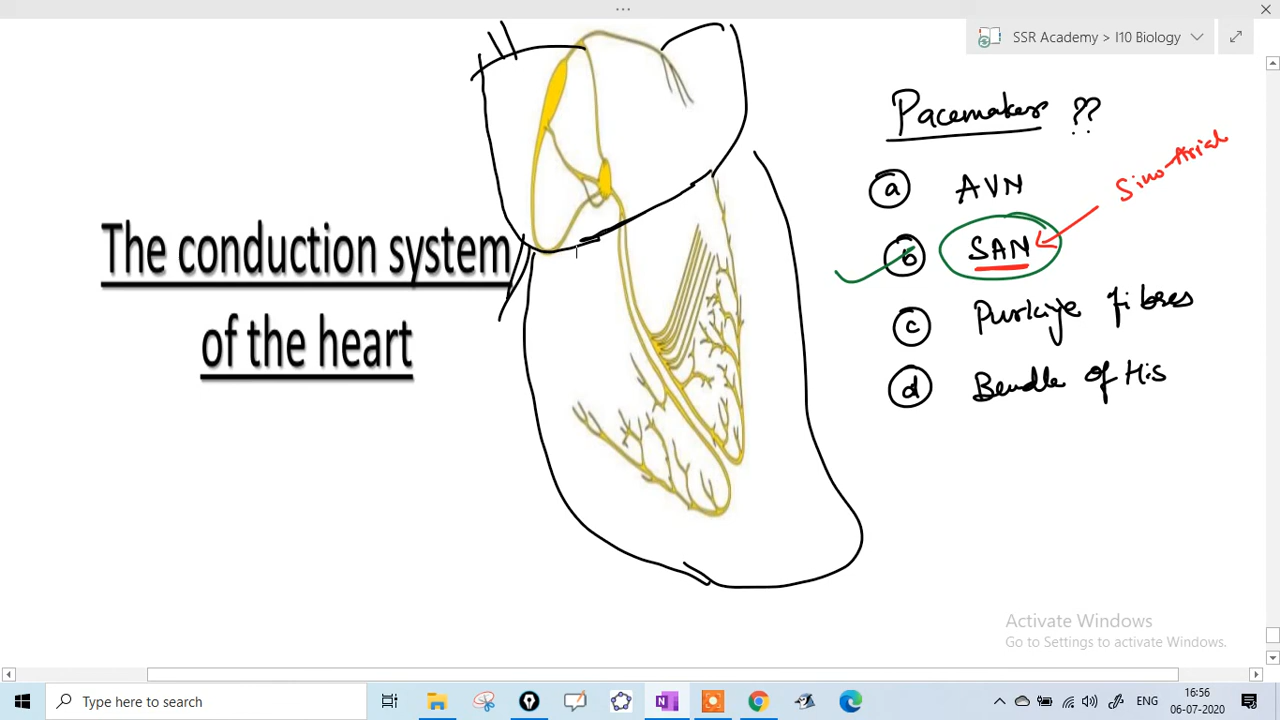 SSR Academy > I10 Biology
Pacemaker ??
Sino-Atrial
a AVN
b SAN
c Purkinje fibres
d Bundle of His
The conduction system
of the heart
Activate Windows
Go to Settings to activate Windows.
Type here to search
ENG
16:56
06-07-2020